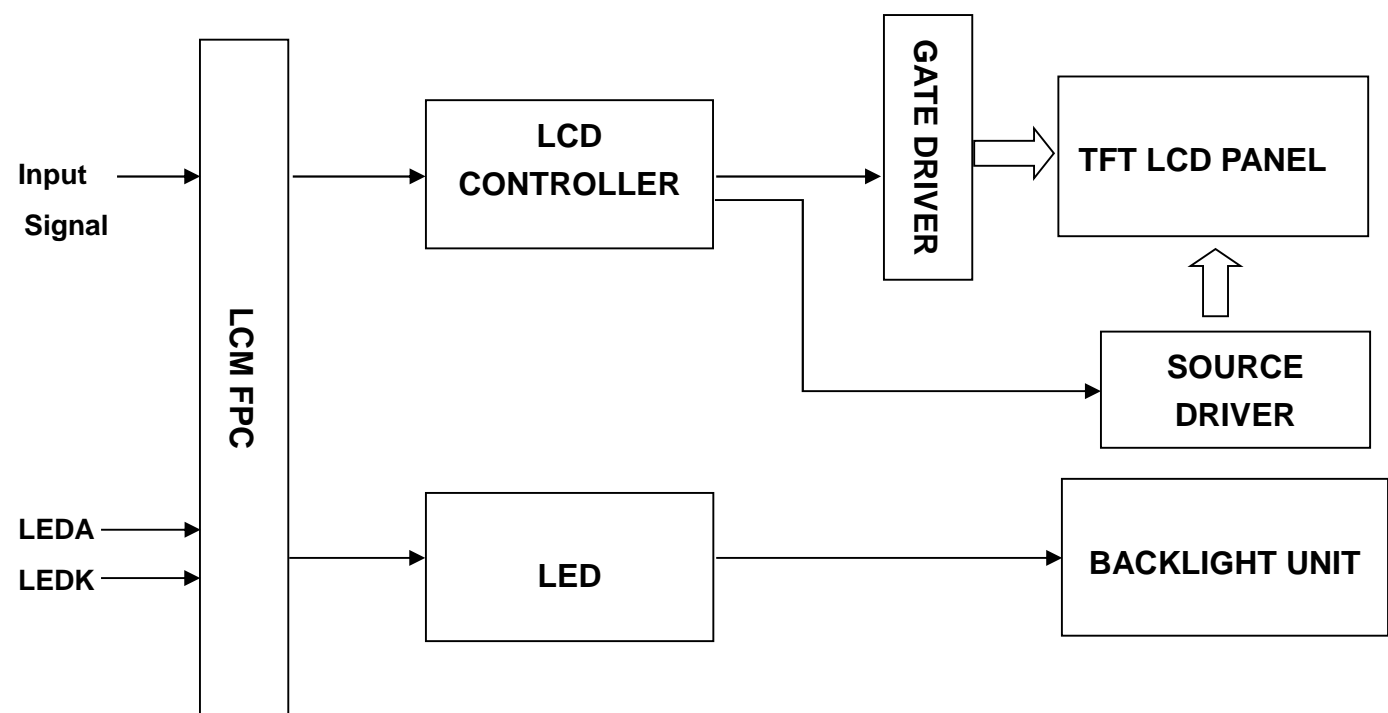 Input
Signal
LEDA
LEDK
LCM FPC
LCD
CONTROLLER
LED
GATE DRIVER
TFT LCD PANEL
SOURCE
DRIVER
BACKLIGHT UNIT